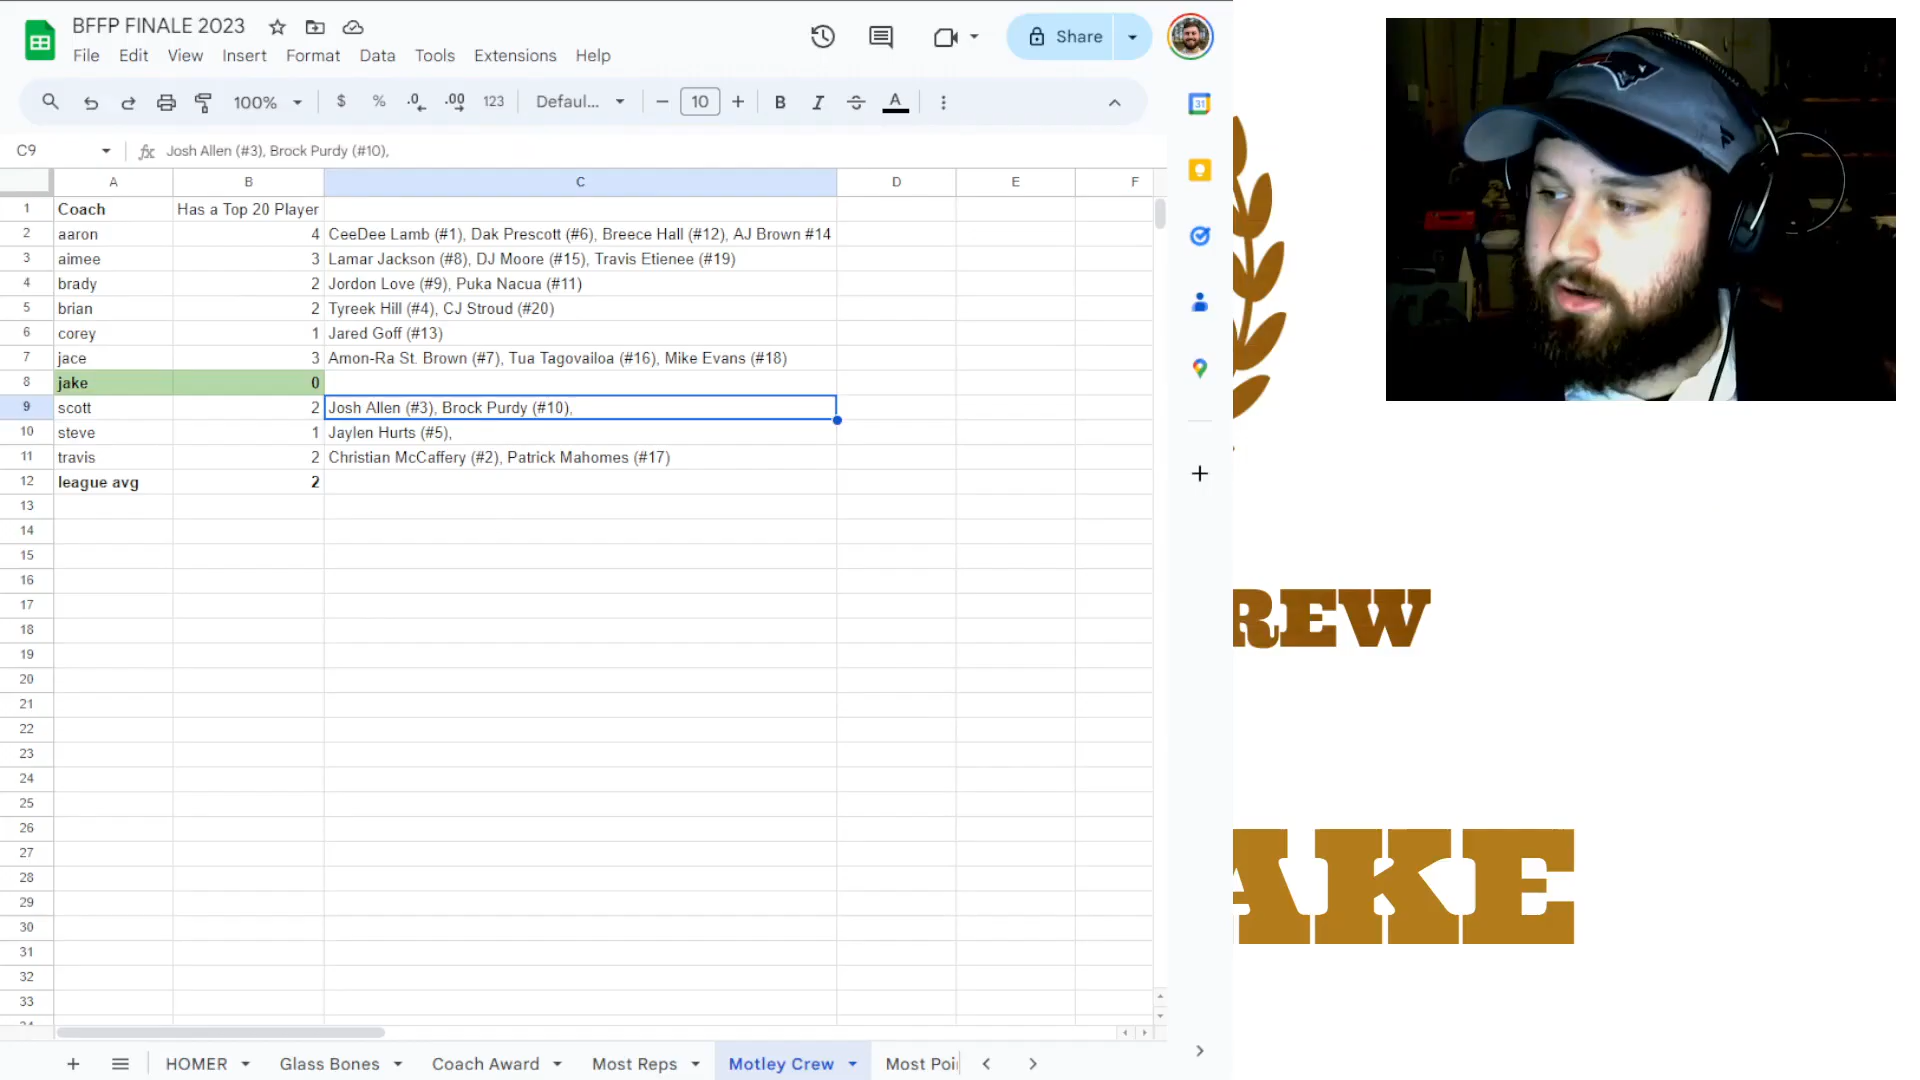 BFFP FINALE 2023
File Edit View Insert Format Data Tools Extensions Help
Share
100% $ % .0 .00 123 Defaul... 10 B I S A
C9 fx Josh Allen (#3), Brock Purdy (#10),
A B C D E F
1 Coach Has a Top 20 Player
2 aaron 4 CeeDee Lamb (#1), Dak Prescott (#6), Breece Hall (#12), AJ Brown #14
3 aimee 3 Lamar Jackson (#8), DJ Moore (#15), Travis Etienee (#19)
4 brady 2 Jordon Love (#9), Puka Nacua (#11)
5 brian 2 Tyreek Hill (#4), CJ Stroud (#20)
6 corey 1 Jared Goff (#13)
7 jace 3 Amon-Ra St. Brown (#7), Tua Tagovailoa (#16), Mike Evans (#18)
8 jake 0
9 scott 2 Josh Allen (#3), Brock Purdy (#10),
10 steve 1 Jaylen Hurts (#5),
11 travis 2 Christian McCaffery (#2), Patrick Mahomes (#17)
12 league avg 2
13
14
15
16
17
18
19
20
21
22
23
24
25
26
27
28
29
30
31
32
33
HOMER Glass Bones Coach Award Most Reps Motley Crew Most Poi
31
REW
AKE